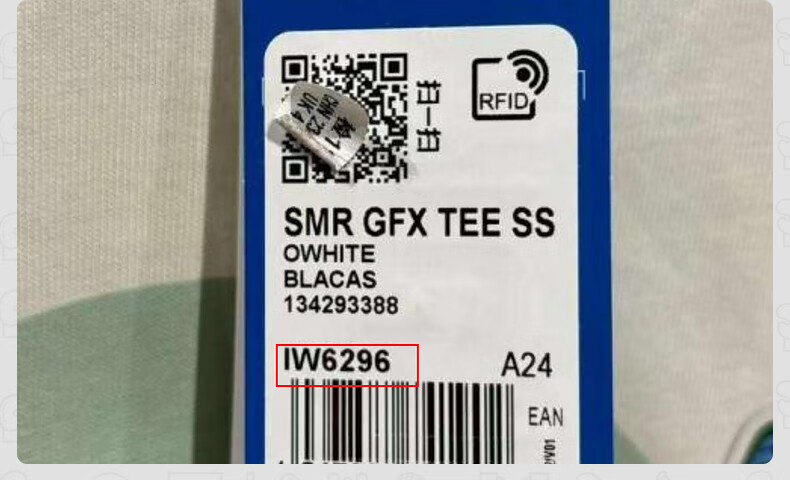 RFID
扫一扫
SMR GFX TEE SS
OWHITE
BLACAS
134293388
IW6296
A24
EAN